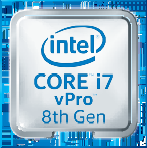 intel
CORE i7
vPro
8th Gen